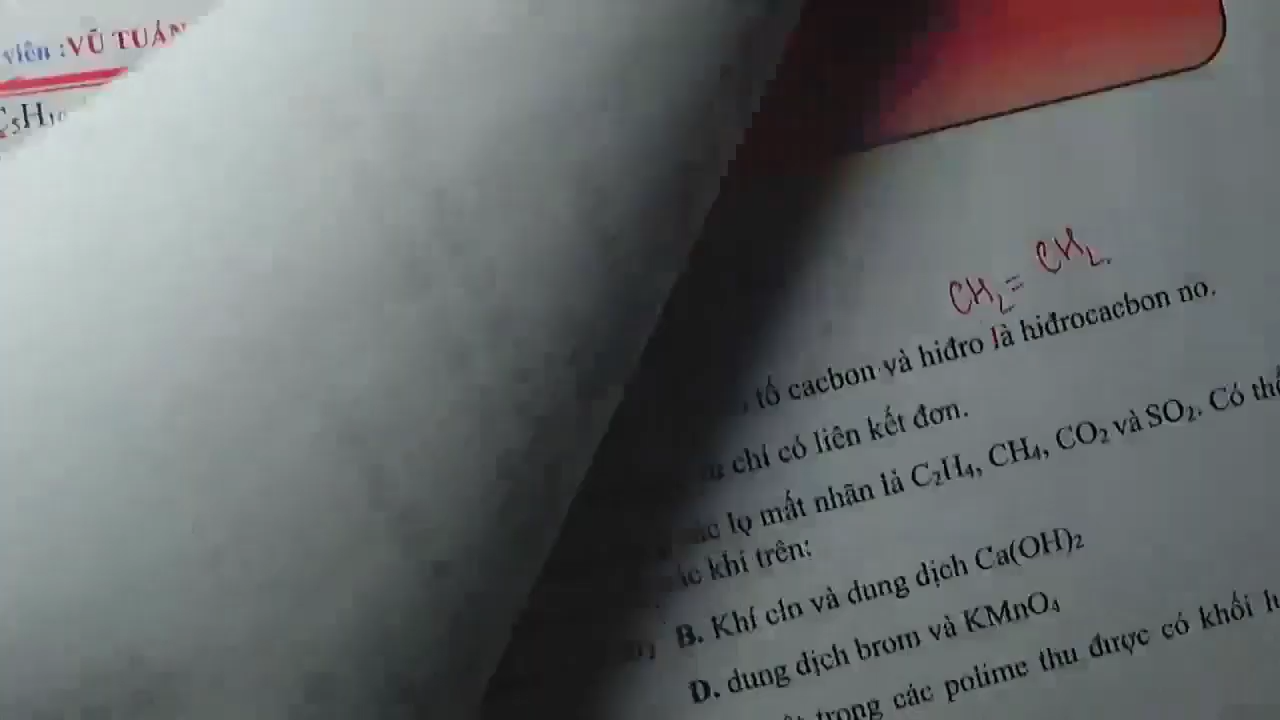 viên :VŨ TUẤN
C₅H₁₀
CH₂ = CH₂.
tố cacbon và hiđro là hiđrocacbon no.
chỉ có liên kết đơn.
lọ mất nhãn là C₂H₄, CH₄, CO₂ và SO₂. Có thể
khí trên:
B. Khí clo và dung dịch Ca(OH)₂
D. dung dịch brom và KMnO₄
trong các polime thu được có khối